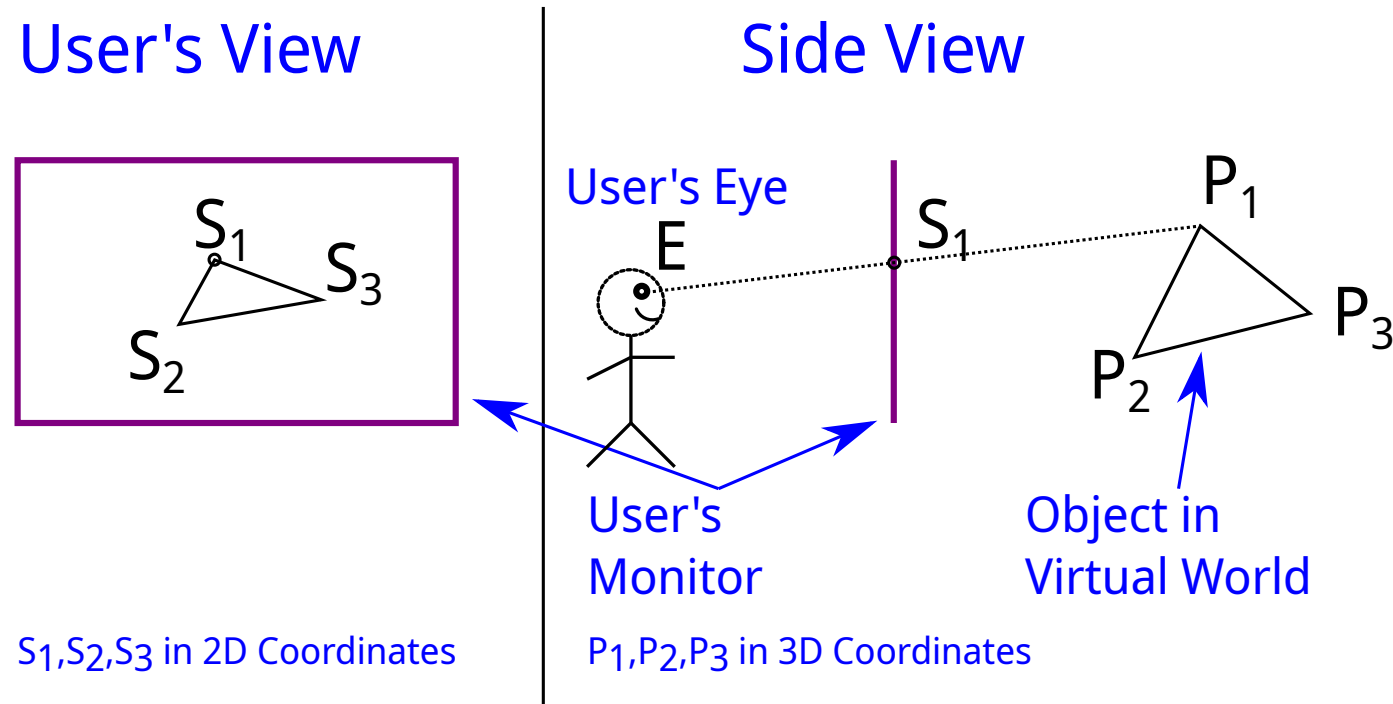 User's View
Side View
S₁
S₃
S₂
User's Eye
E
S₁
P₁
P₃
P₂
User's
Monitor
Object in
Virtual World
S₁,S₂,S₃ in 2D Coordinates
P₁,P₂,P₃ in 3D Coordinates